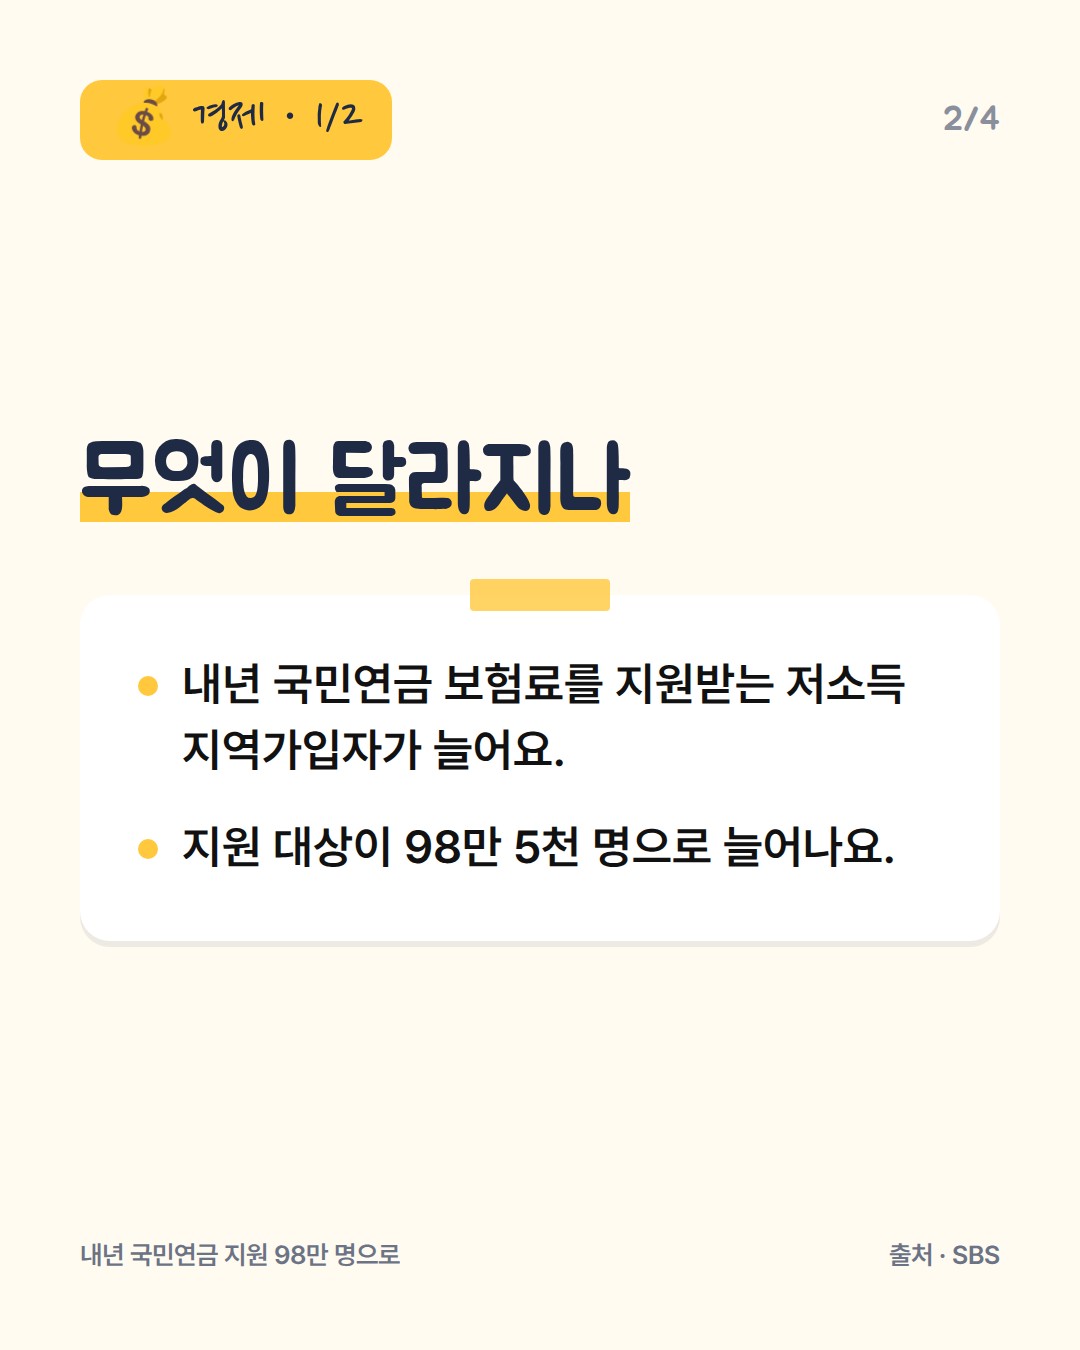 경제 · 1/2
2/4
무엇이 달라지나
내년 국민연금 보험료를 지원받는 저소득
지역가입자가 늘어요.
지원 대상이 98만 5천 명으로 늘어나요.
내년 국민연금 지원 98만 명으로
출처 · SBS